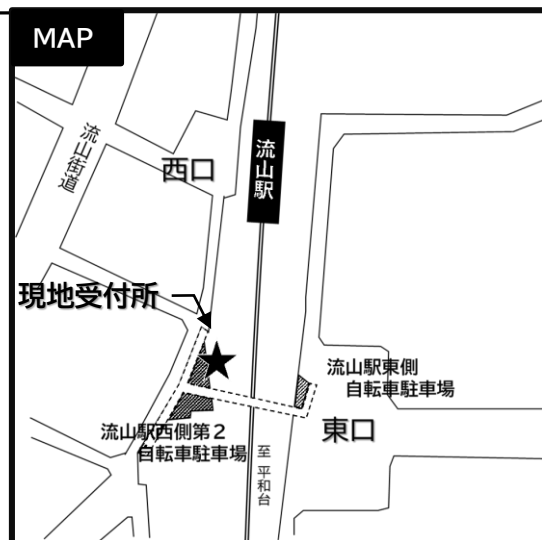 MAP
流山街道
西口
流山駅
現地受付所
流山駅東側
自転車駐車場
流山駅西側第2
自転車駐車場
東口
至 平和台